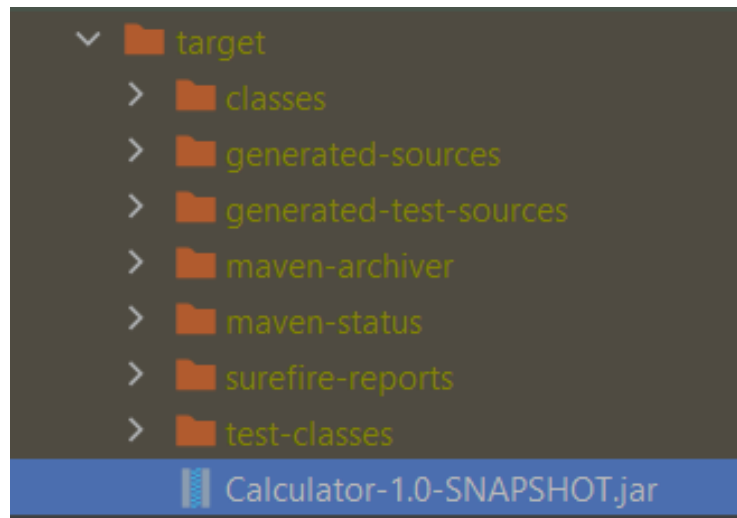 target
classes
generated-sources
generated-test-sources
maven-archiver
maven-status
surefire-reports
test-classes
Calculator-1.0-SNAPSHOT.jar